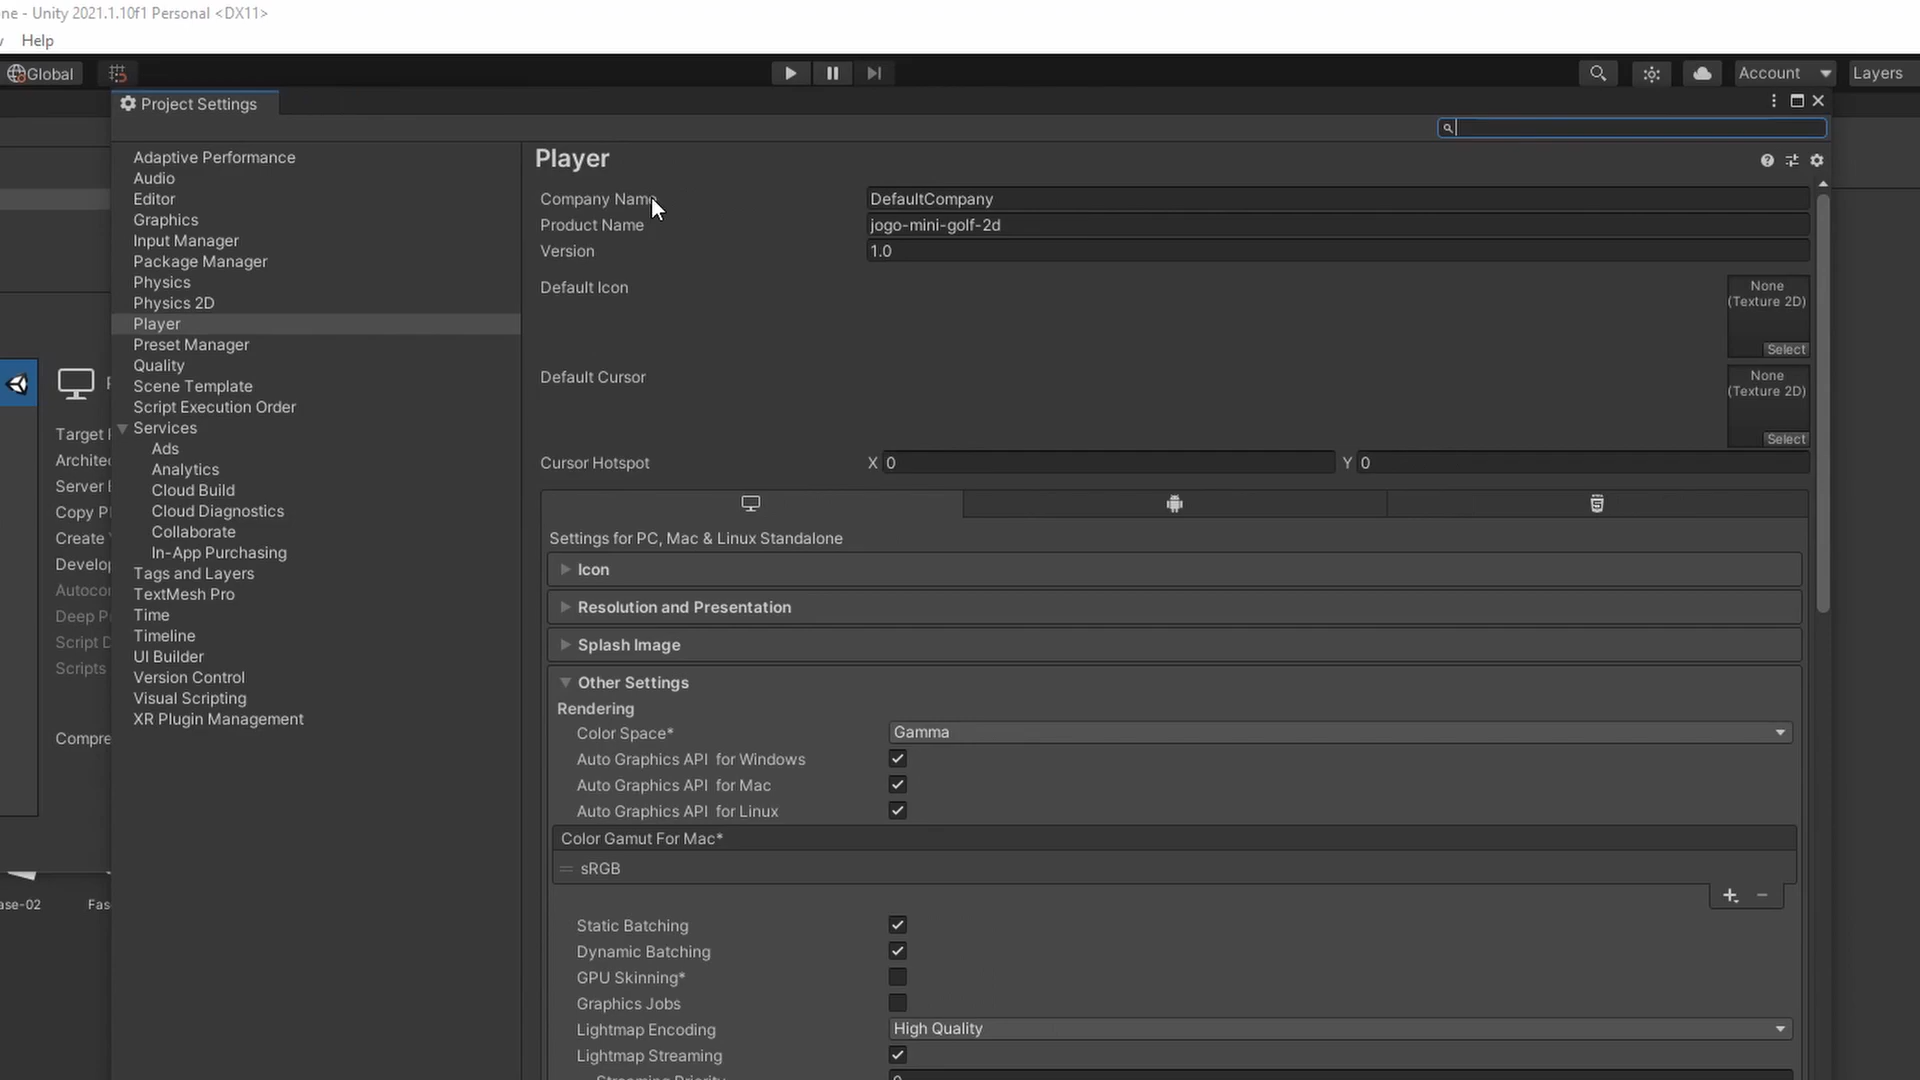 ne - Unity 2021.1.10f1 Personal <DX11>
Help
Global
Account
Layers
Project Settings
Adaptive Performance
Audio
Editor
Graphics
Input Manager
Package Manager
Physics
Physics 2D
Player
Preset Manager
Quality
Scene Template
Script Execution Order
Services
Ads
Analytics
Cloud Build
Cloud Diagnostics
Collaborate
In-App Purchasing
Tags and Layers
TextMesh Pro
Time
Timeline
UI Builder
Version Control
Visual Scripting
XR Plugin Management
Target
Archite
Server
Copy P
Create
Develo
Autoco
Deep P
Script D
Scripts
Compre
ase-02
Fas
Player
Company Name DefaultCompany
Product Name jogo-mini-golf-2d
Version 1.0
Default Icon
None
(Texture 2D)
Select
Default Cursor
None
(Texture 2D)
Select
Cursor Hotspot X 0 Y 0
Settings for PC, Mac & Linux Standalone
Icon
Resolution and Presentation
Splash Image
Other Settings
Rendering
Color Space* Gamma
Auto Graphics API for Windows
Auto Graphics API for Mac
Auto Graphics API for Linux
Color Gamut For Mac*
sRGB
Static Batching
Dynamic Batching
GPU Skinning*
Graphics Jobs
Lightmap Encoding High Quality
Lightmap Streaming
Streaming Priority